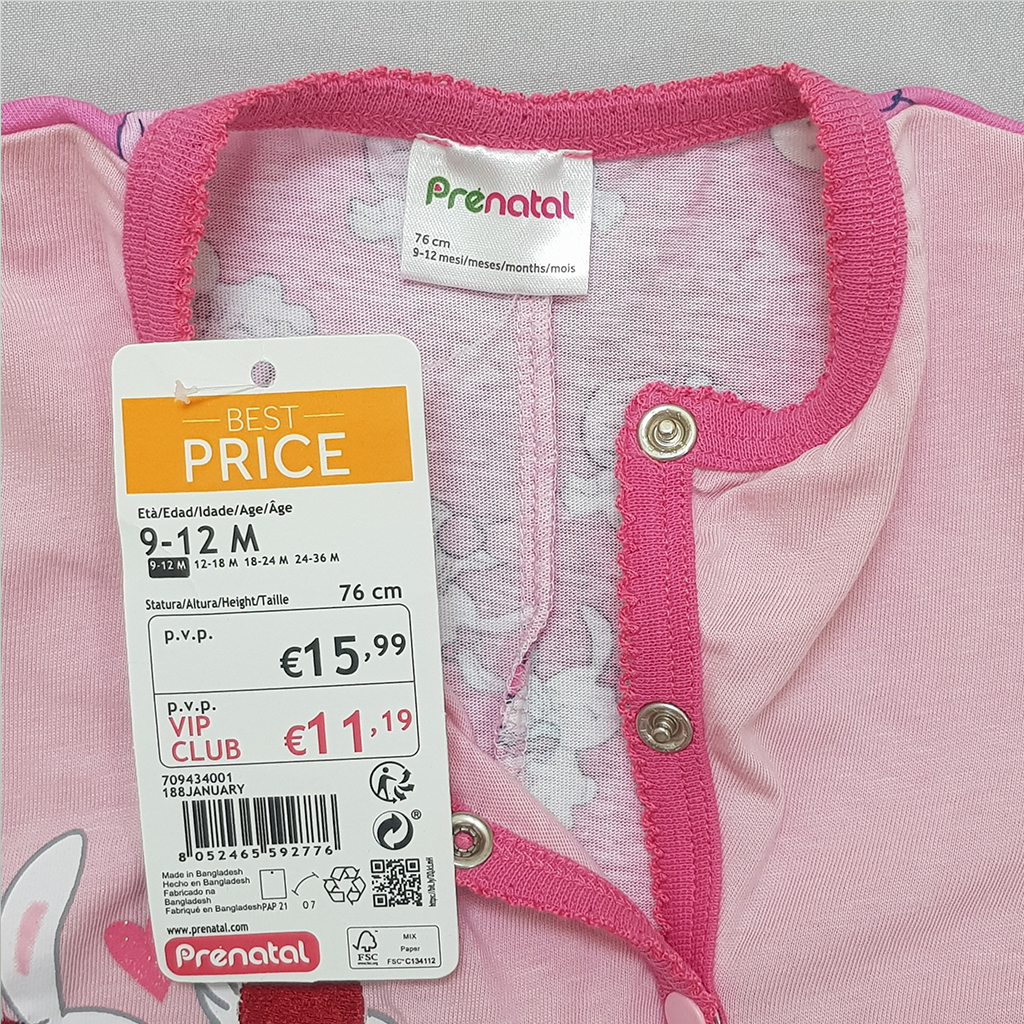 Prénatal
76 cm
9-12 mesi/meses/months/mois
BEST
PRICE
Età/Edad/Idade/Age/Âge
9-12 M
9-12 M 12-18 M 18-24 M 24-36 M
Statura/Altura/Height/Taille 76 cm
p.v.p.
€15,99
p.v.p.
VIP
CLUB
€11,19
709434001
188JANUARY
8 052465 592776
Made in Bangladesh
Hecho en Bangladesh
Fabricado na
Bangladesh
Fabriqué en Bangladesh
PAP 21
07
www.prenatal.com
Prénatal
FSC
www.fsc.org
MIX
Paper
FSC® C134112
®